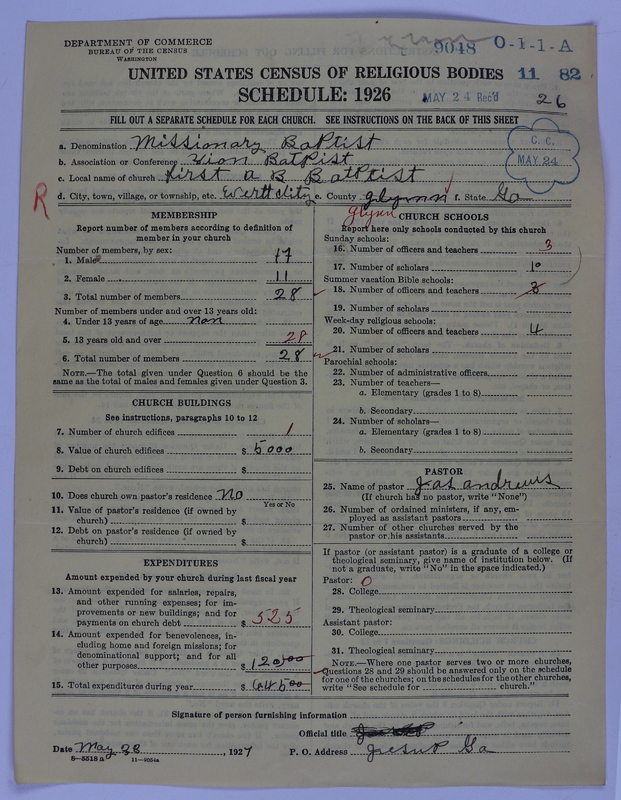 DEPARTMENT OF COMMERCE
BUREAU OF THE CENSUS
WASHINGTON
9048 O-1-1-A
UNITED STATES CENSUS OF RELIGIOUS BODIES 11 82
SCHEDULE: 1926 MAY 24 Rec'd 26
FILL OUT A SEPARATE SCHEDULE FOR EACH CHURCH. SEE INSTRUCTIONS ON THE BACK OF THIS SHEET
C. C.
MAY 24
a. Denomination Missionary Baptist
b. Association or Conference Zion BatPist
c. Local name of church first a B BatPtist
R
d. City, town, village, or township, etc. Everttcity e. County glynn f. State Ga
Glynn
MEMBERSHIP
Report number of members according to definition of
member in your church
Number of members, by sex:
1. Male 17
2. Female 11
3. Total number of members 28
Number of members under and over 13 years old:
4. Under 13 years of age non
5. 13 years old and over 28
6. Total number of members 28
NOTE.—The total given under Question 6 should be
same as the total of males and females given under Question 3.
CHURCH BUILDINGS
See instructions, paragraphs 10 to 12
7. Number of church edifices 1
8. Value of church edifices $ 5000
9. Debt on church edifices $
10. Does church own pastor's residence No
Yes or No
11. Value of pastor's residence (if owned by
church) $
12. Debt on pastor's residence (if owned by
church) $
EXPENDITURES
Amount expended by your church during last fiscal year
13. Amount expended for salaries, repairs,
and other running expenses; for im-
provements or new buildings; and for
payments on church debt $ 525
14. Amount expended for benevolences, in-
cluding home and foreign missions; for
denominational support; and for all
other purposes $ 12000
15. Total expenditures during year $ 64500
CHURCH SCHOOLS
Report here only schools conducted by this church
Sunday schools:
16. Number of officers and teachers 3
17. Number of scholars 10
Summer vacation Bible schools:
18. Number of officers and teachers 3
19. Number of scholars
Week-day religious schools:
20. Number of officers and teachers 4
21. Number of scholars
Parochial schools:
22. Number of administrative officers
23. Number of teachers—
a. Elementary (grades 1 to 8)
b. Secondary
24. Number of scholars—
a. Elementary (grades 1 to 8)
b. Secondary
PASTOR
25. Name of pastor Jas andrews
(If church has no pastor, write "None")
26. Number of ordained ministers, if any, em-
ployed as assistant pastors
27. Number of other churches served by the
pastor or his assistants
If pastor (or assistant pastor) is a graduate of a college or
theological seminary, give name of institution below. (If
not a graduate, write "No" in the space indicated.)
Pastor: 0
28. College
29. Theological seminary
Assistant pastor:
30. College
31. Theological seminary
NOTE.—Where one pastor serves two or more churches,
Questions 28 and 29 should be answered only on the schedule
for one of the churches; on the schedules for the other churches,
write "See schedule for church."
Signature of person furnishing information
Official title
Date May 28, 1927 P. O. Address Jesup Ga
8-5518 a 11-9054a